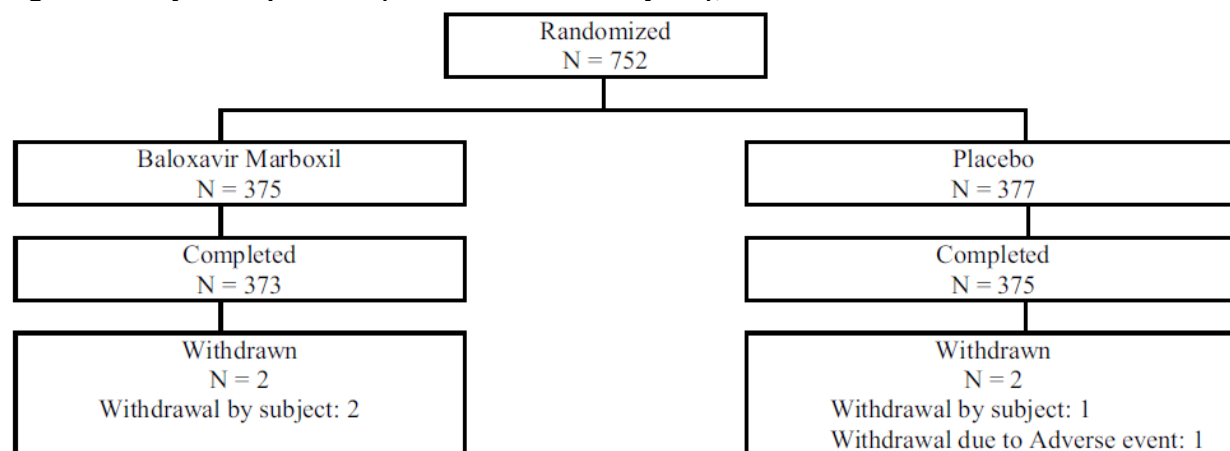 Randomized
N = 752
Baloxavir Marboxil
N = 375
Placebo
N = 377
Completed
N = 373
Completed
N = 375
Withdrawn
N = 2
Withdrawal by subject: 2
Withdrawn
N = 2
Withdrawal by subject: 1
Withdrawal due to Adverse event: 1